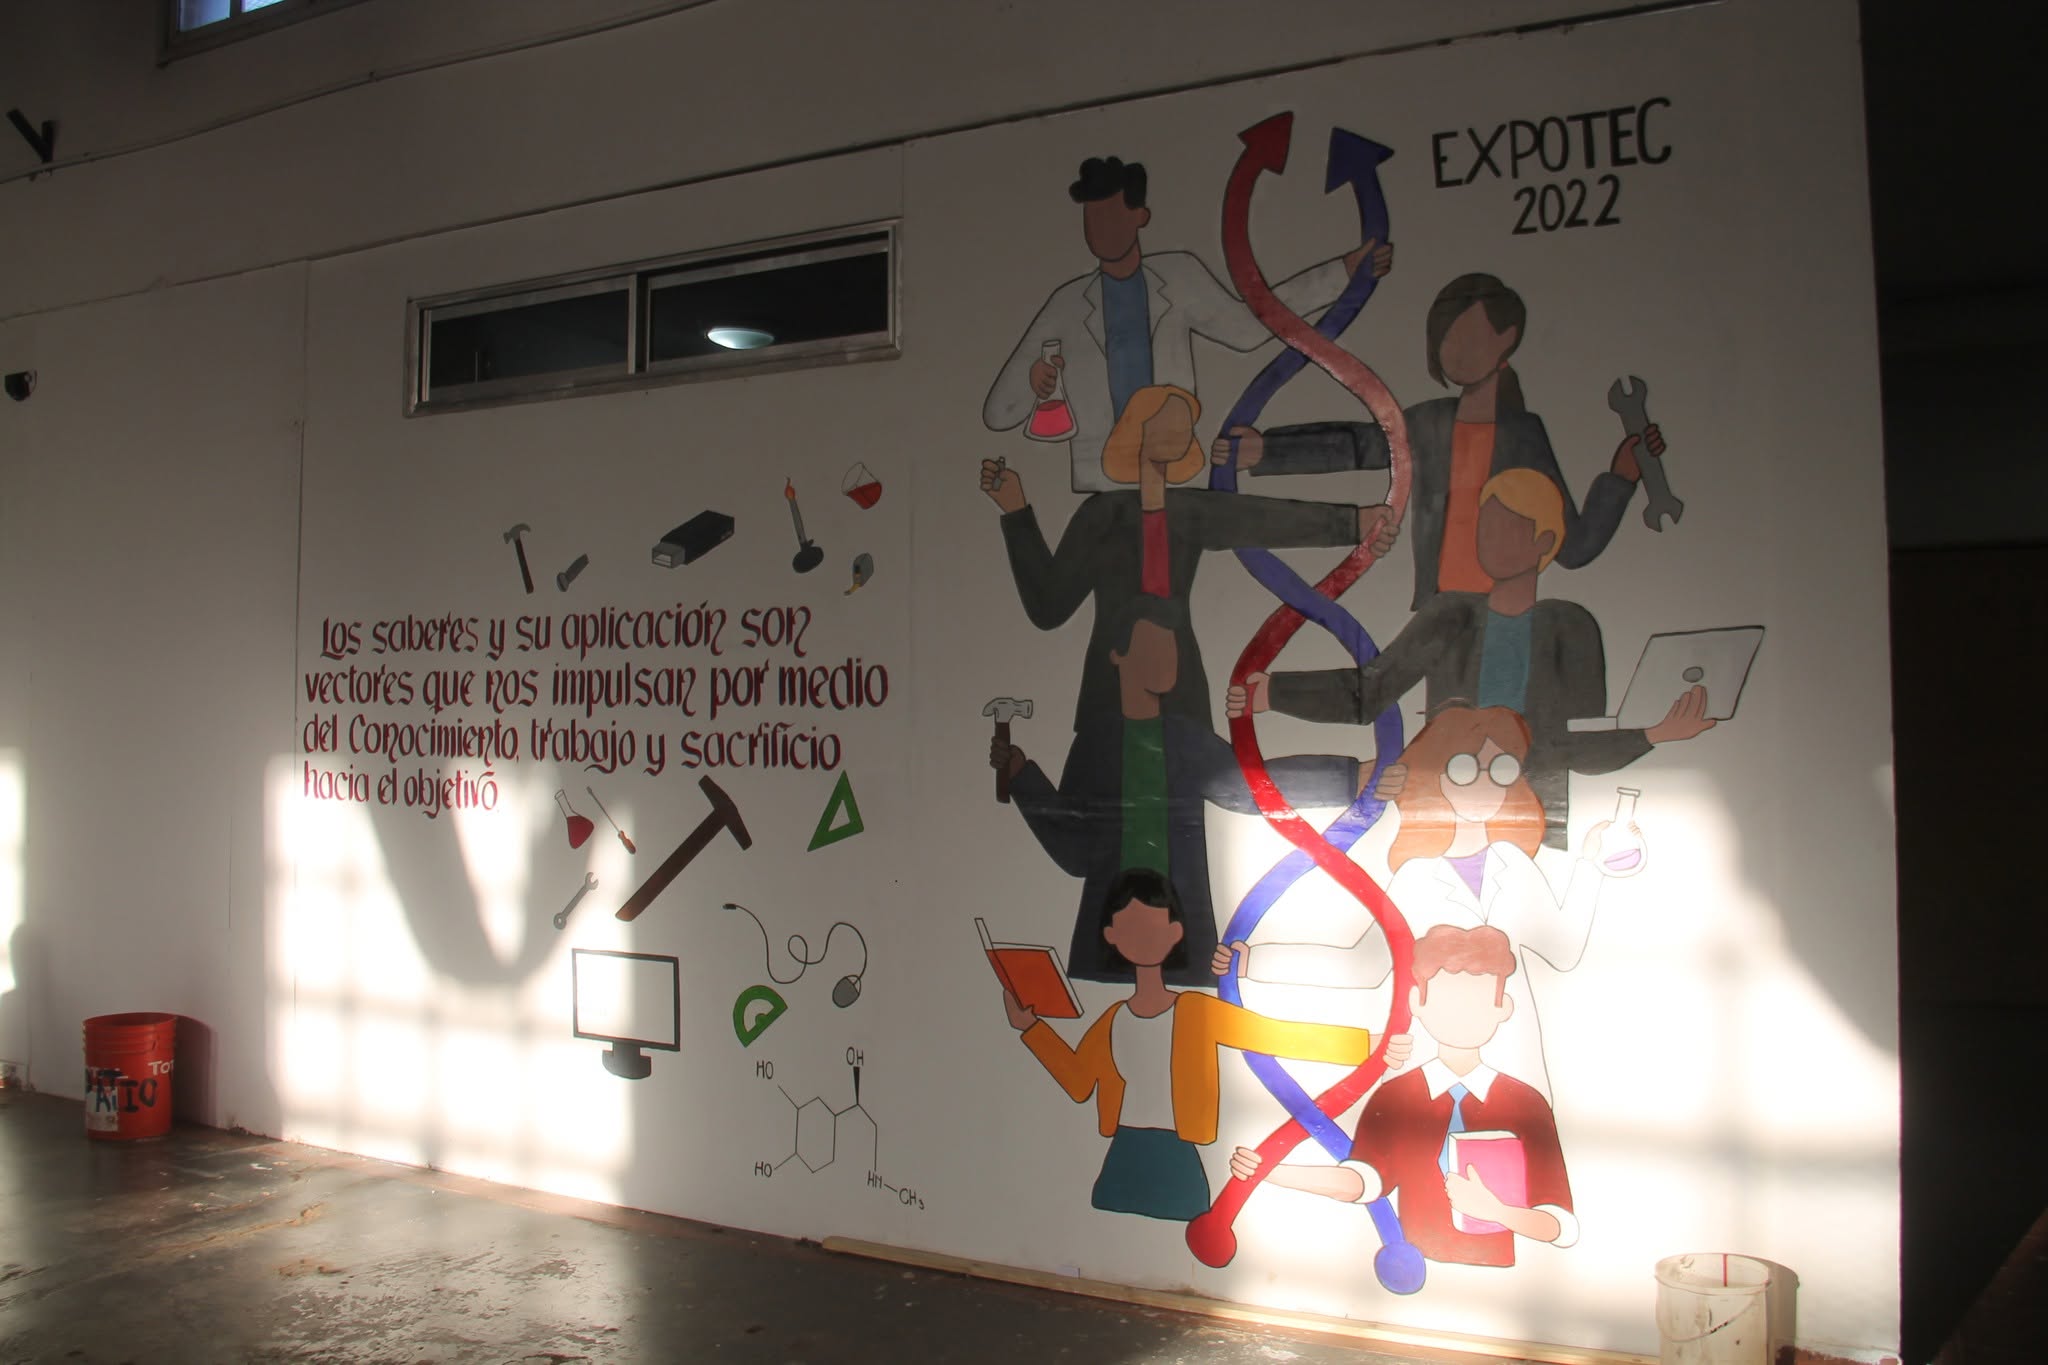 EXPOTEC
2022
Los saberes y su aplicación son
vectores que nos impulsan por medio
del Conocimiento, trabajo y sacrificio
hacia el objetivo.
HO
OH
HO
HN
CH3